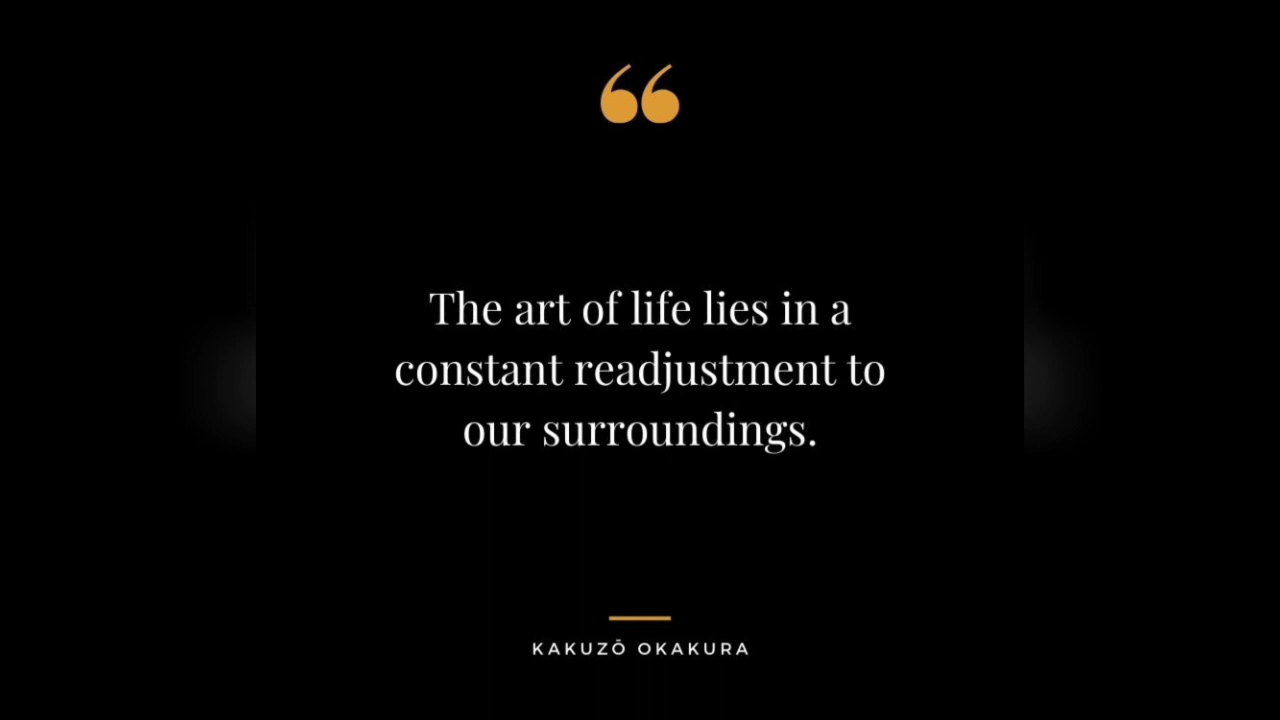 “
The art of life lies in a
constant readjustment to
our surroundings.
KAKUZŌ OKAKURA